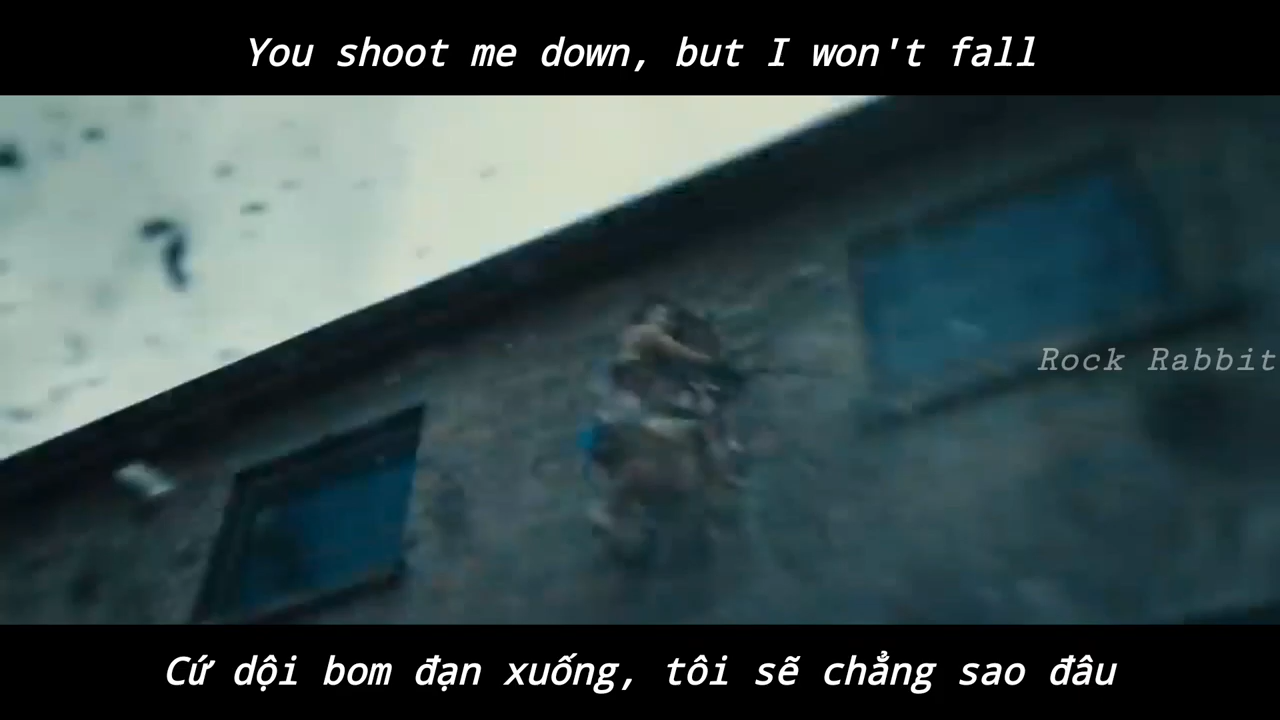 You shoot me down, but I won't fall
Rock Rabbit
Cứ dội bom đạn xuống, tôi sẽ chẳng sao đâu